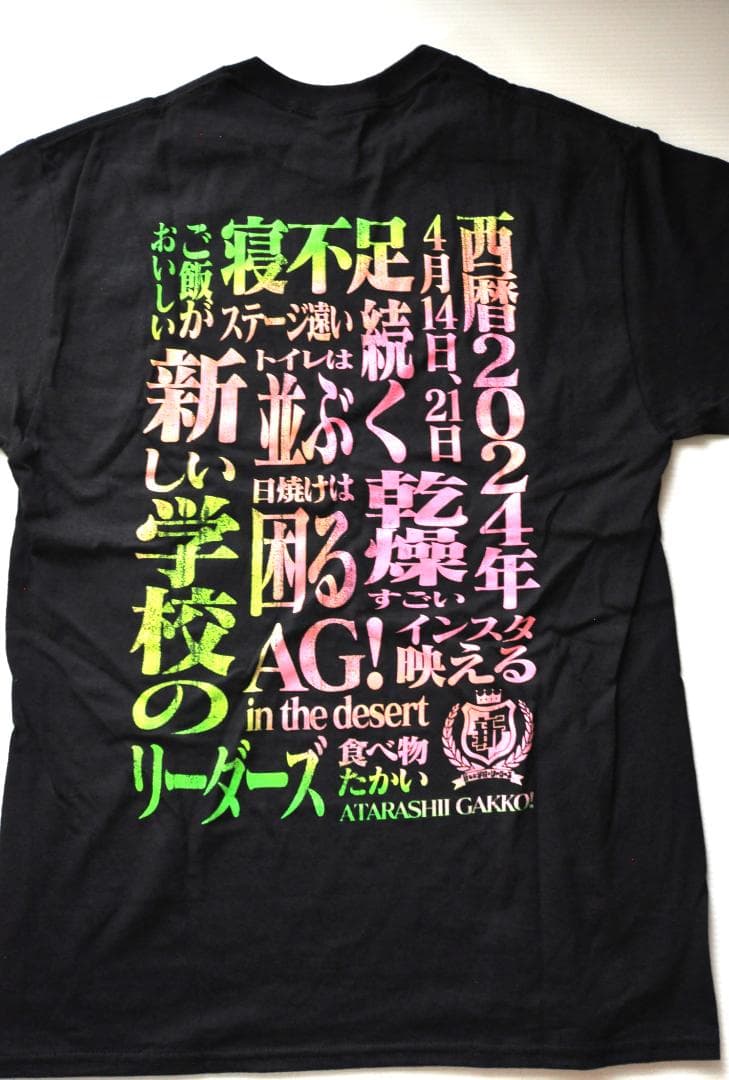 西暦2024年
4月14日、21日
寝不足
続く
乾燥
すごい
インスタ
映える
ステージ遠い
トイレは
並ぶ
日焼けは
困る
AG!
in the desert
ご飯が
おいしい
新しい学校の
リーダーズ
食べ物
たかい
新
ATARASHII GAKKO!